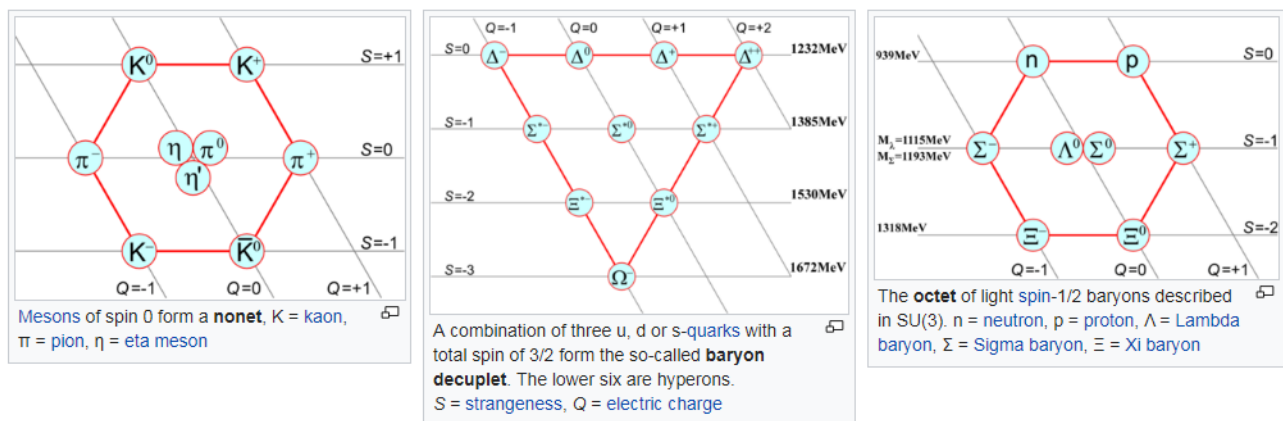 K⁰ K⁺ S=+1
π⁻ η π⁰ η' π⁺ S=0
K⁻ K̅⁰ S=-1
Q=-1 Q=0 Q=+1
Mesons of spin 0 form a nonet, K = kaon,
π = pion, η = eta meson
Q=-1 Q=0 Q=+1 Q=+2
S=0 Δ⁻ Δ⁰ Δ⁺ Δ⁺⁺ 1232MeV
S=-1 Σ*⁻ Σ*⁰ Σ*⁺ 1385MeV
S=-2 Ξ*⁻ Ξ*⁰ 1530MeV
S=-3 Ω⁻ 1672MeV
A combination of three u, d or s-quarks with a
total spin of 3/2 form the so-called baryon
decuplet. The lower six are hyperons.
S = strangeness, Q = electric charge
939MeV n p S=0
M_λ=1115MeV
M_Σ=1193MeV Σ⁻ Λ⁰ Σ⁰ Σ⁺ S=-1
1318MeV Ξ⁻ Ξ⁰ S=-2
Q=-1 Q=0 Q=+1
The octet of light spin-1/2 baryons described
in SU(3). n = neutron, p = proton, Λ = Lambda
baryon, Σ = Sigma baryon, Ξ = Xi baryon